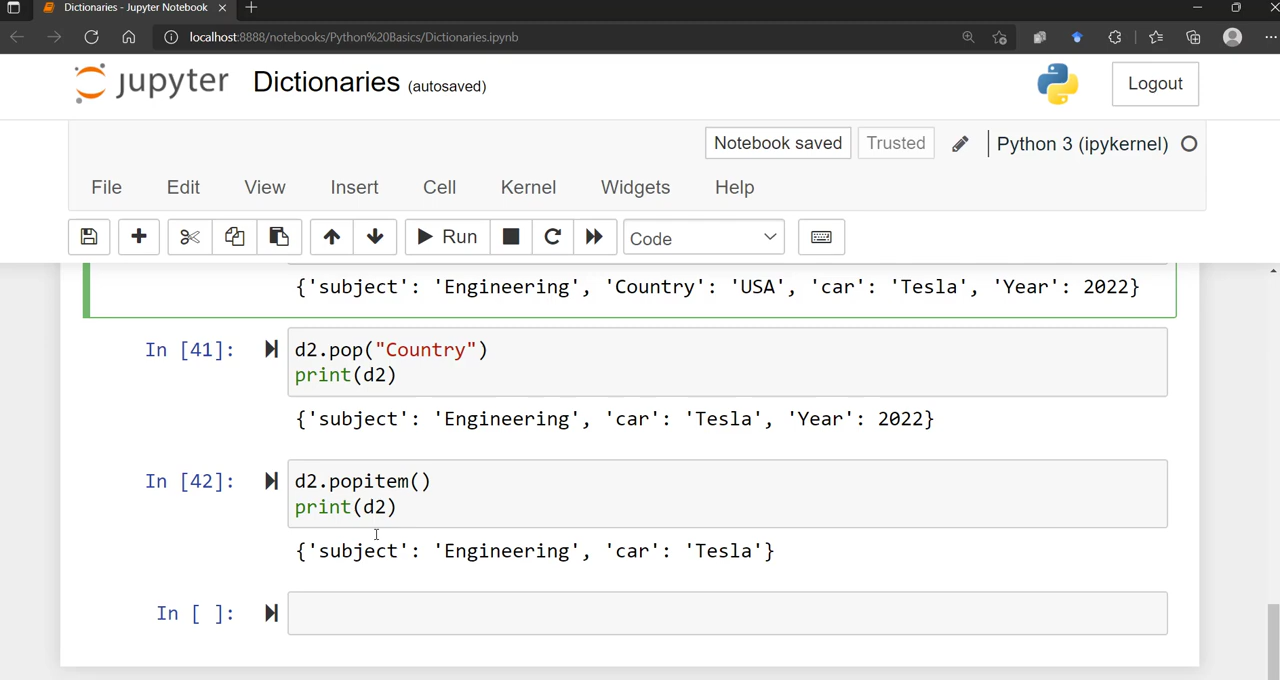 Dictionaries - Jupyter Notebook
localhost:8888/notebooks/Python%20Basics/Dictionaries.ipynb
jupyter Dictionaries (autosaved)
Logout
Notebook saved Trusted Python 3 (ipykernel)
File Edit View Insert Cell Kernel Widgets Help
Run Code
{'subject': 'Engineering', 'Country': 'USA', 'car': 'Tesla', 'Year': 2022}
In [41]: d2.pop("Country")
print(d2)
{'subject': 'Engineering', 'car': 'Tesla', 'Year': 2022}
In [42]: d2.popitem()
print(d2)
{'subject': 'Engineering', 'car': 'Tesla'}
In [ ]: